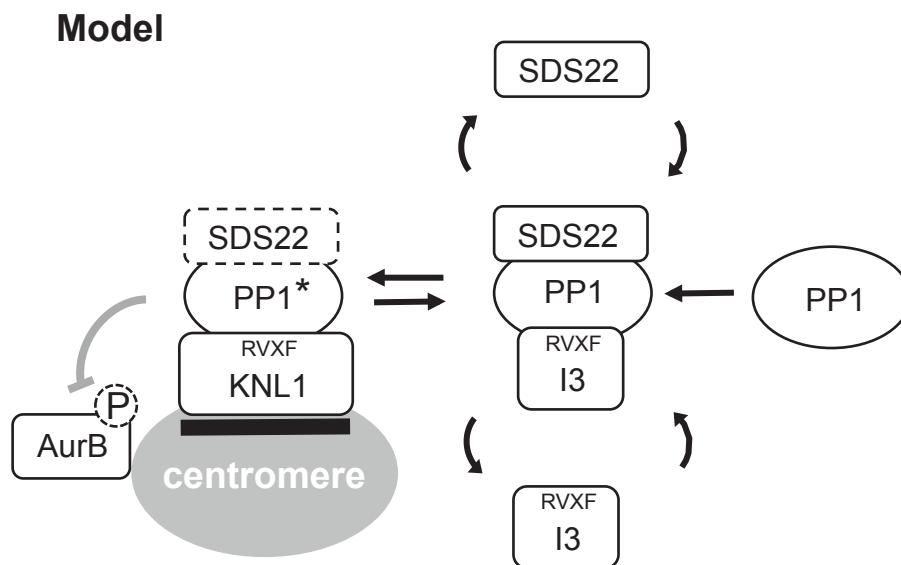 Model
SDS22
SDS22
PP1*
RVXF
KNL1
P
AurB
centromere
SDS22
PP1
RVXF
I3
PP1
RVXF
I3